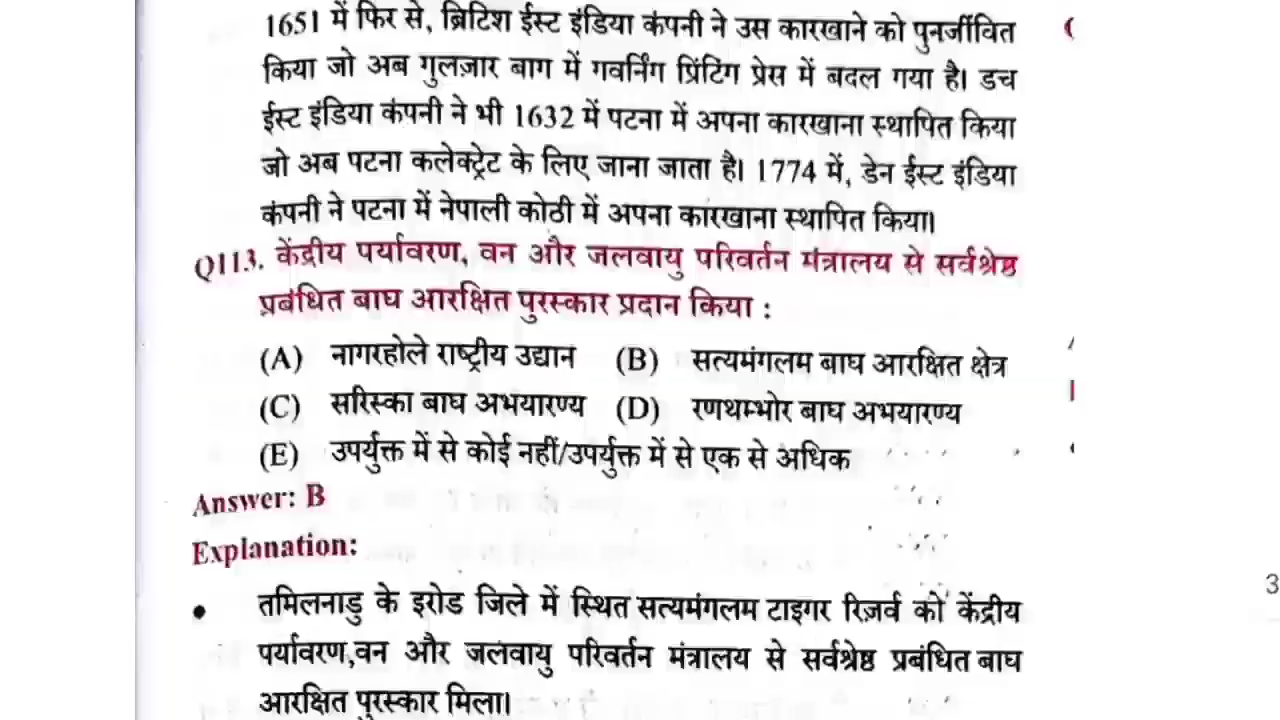 1651 में फिर से, ब्रिटिश ईस्ट इंडिया कंपनी ने उस कारखाने को पुनर्जीवित
किया जो अब गुलज़ार बाग में गवर्निंग प्रिंटिंग प्रेस में बदल गया है। डच
ईस्ट इंडिया कंपनी ने भी 1632 में पटना में अपना कारखाना स्थापित किया
जो अब पटना कलेक्ट्रेट के लिए जाना जाता है। 1774 में, डेन ईस्ट इंडिया
कंपनी ने पटना में नेपाली कोठी में अपना कारखाना स्थापित किया।
Q113. केंद्रीय पर्यावरण, वन और जलवायु परिवर्तन मंत्रालय से सर्वश्रेष्ठ
प्रबंधित बाघ आरक्षित पुरस्कार प्रदान किया :
(A) नागरहोले राष्ट्रीय उद्यान (B) सत्यमंगलम बाघ आरक्षित क्षेत्र
(C) सरिस्का बाघ अभयारण्य (D) रणथम्भोर बाघ अभयारण्य
(E) उपर्युक्त में से कोई नहीं/उपर्युक्त में से एक से अधिक
Answer: B
Explanation:
• तमिलनाडु के इरोड जिले में स्थित सत्यमंगलम टाइगर रिज़र्व को केंद्रीय
पर्यावरण,वन और जलवायु परिवर्तन मंत्रालय से सर्वश्रेष्ठ प्रबंधित बाघ
आरक्षित पुरस्कार मिला।
3